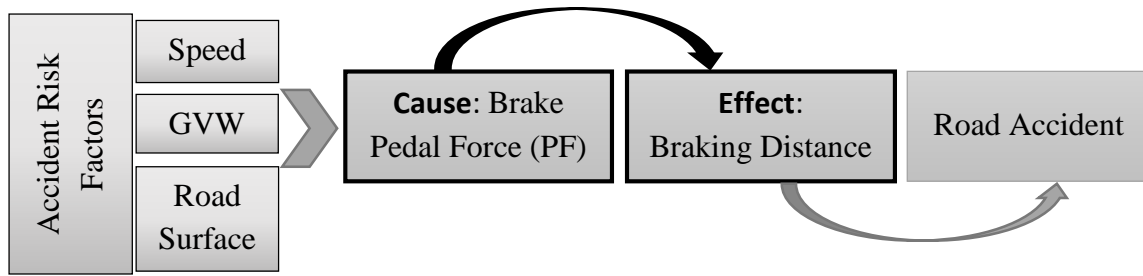 Accident Risk
Factors
Speed
GVW
Road
Surface
Cause: Brake
Pedal Force (PF)
Effect:
Braking Distance
Road Accident